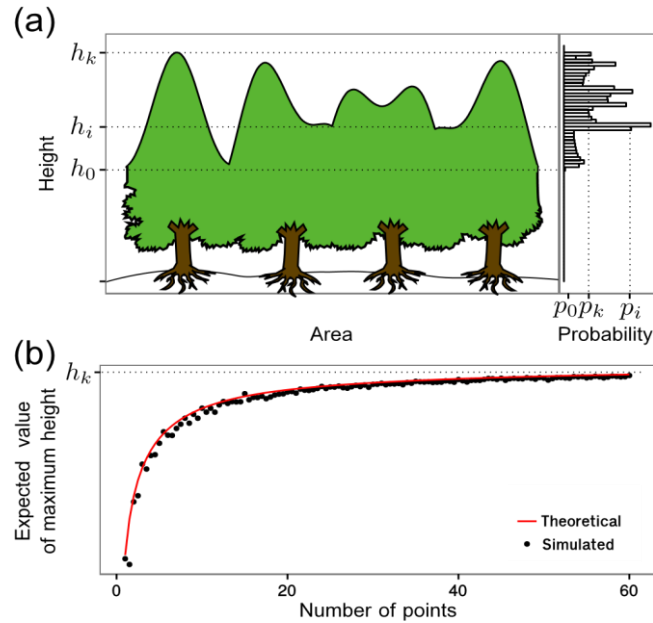 (a)
h_k
h_i
h_0
Height
Area
p_0 p_k p_i
Probability
(b)
h_k
Expected value
of maximum height
Theoretical
Simulated
0 20 40 60
Number of points